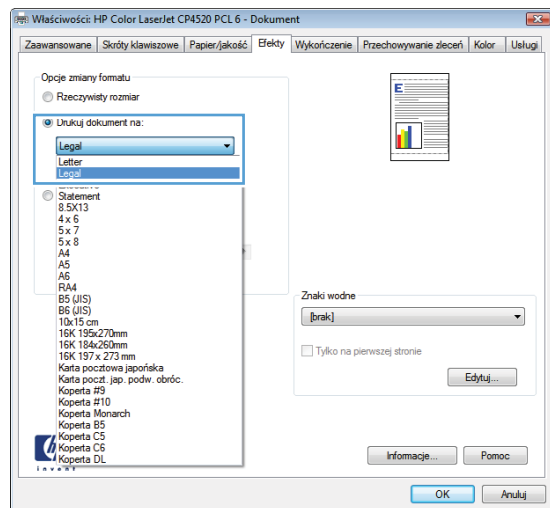 Właściwości: HP Color LaserJet CP4520 PCL 6 - Dokument
Zaawansowane Skróty klawiszowe Papier/jakość Efekty Wykończenie Przechowywanie zleceń Kolor Usługi
Opcje zmiany formatu
Rzeczywisty rozmiar
Drukuj dokument na:
Legal
Letter
Legal
Statement
8.5X13
4 x 6
5 x 7
5 x 8
A4
A5
A6
RA4
B5 (JIS)
B6 (JIS)
10x15 cm
16K 195x270mm
16K 184x260mm
16K 197 x 273 mm
Karta pocztowa japońska
Karta poczt. jap. podw. obróc.
Koperta #9
Koperta #10
Koperta Monarch
Koperta B5
Koperta C5
Koperta C6
Koperta DL
E
Znaki wodne
[brak]
Tylko na pierwszej stronie
Edytuj...
invent
Informacje...
Pomoc
OK
Anuluj